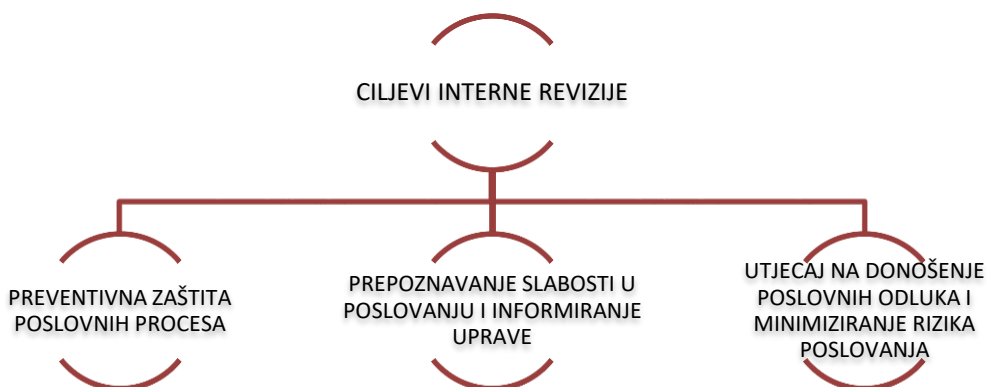 CILJEVI INTERNE REVIZIJE
PREVENTIVNA ZAŠTITA
POSLOVNIH PROCESA
PREPOZNAVANJE SLABOSTI U
POSLOVANJU I INFORMIRANJE
UPRAVE
UTJECAJ NA DONOŠENJE
POSLOVNIH ODLUKA I
MINIMIZIRANJE RIZIKA
POSLOVANJA